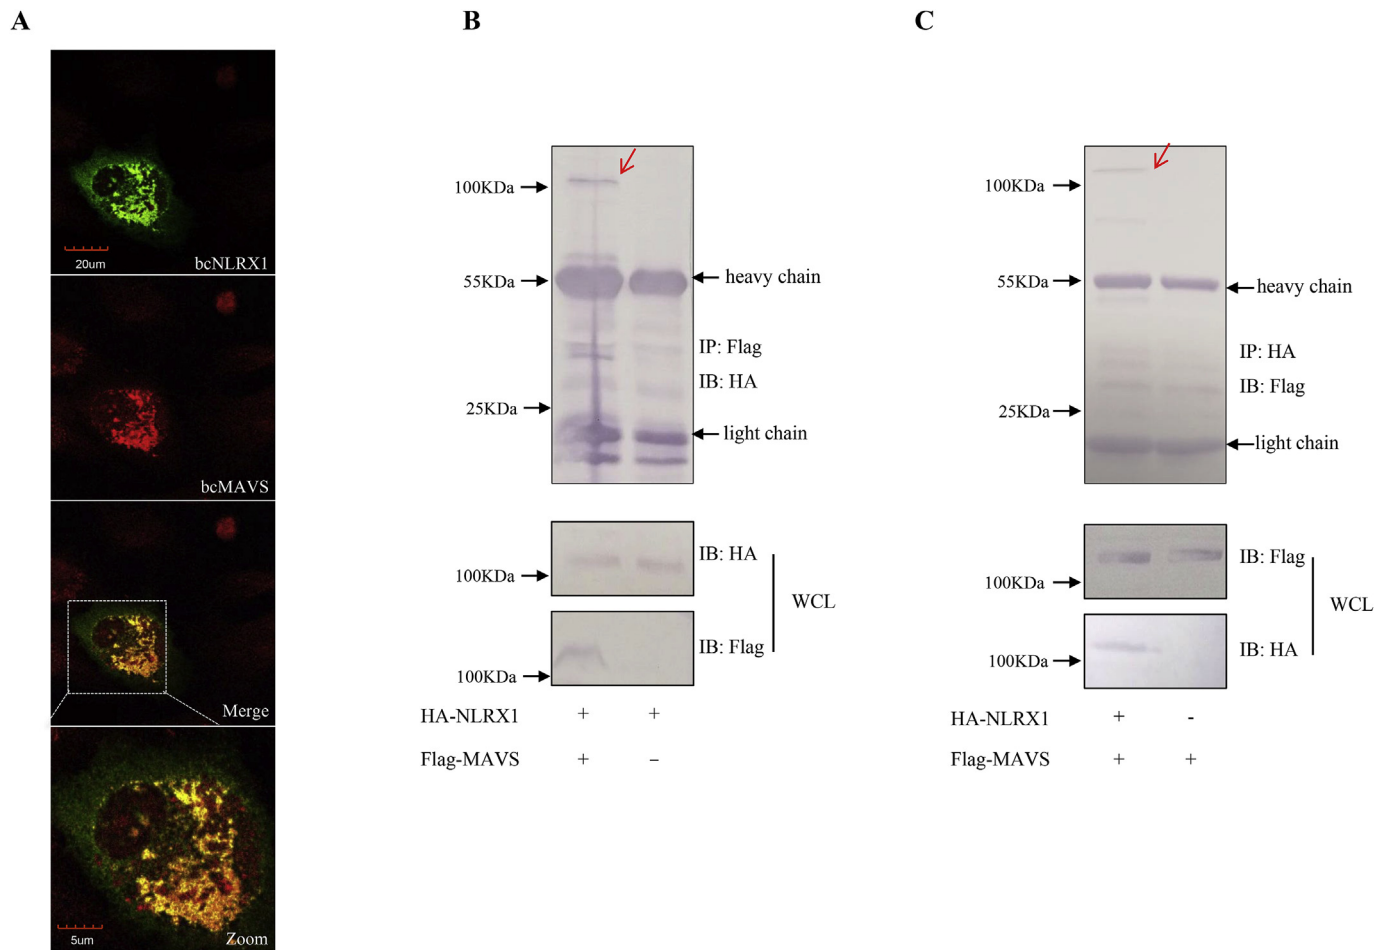 A
bcNLRX1
20um
bcMAVS
Merge
Zoom
5um
B
100KDa
55KDa
heavy chain
IP: Flag
IB: HA
25KDa
light chain
IB: HA
100KDa
WCL
IB: Flag
100KDa
HA-NLRX1 + +
Flag-MAVS + −
C
100KDa
55KDa
heavy chain
IP: HA
IB: Flag
25KDa
light chain
IB: Flag
100KDa
WCL
IB: HA
100KDa
HA-NLRX1 + -
Flag-MAVS + +